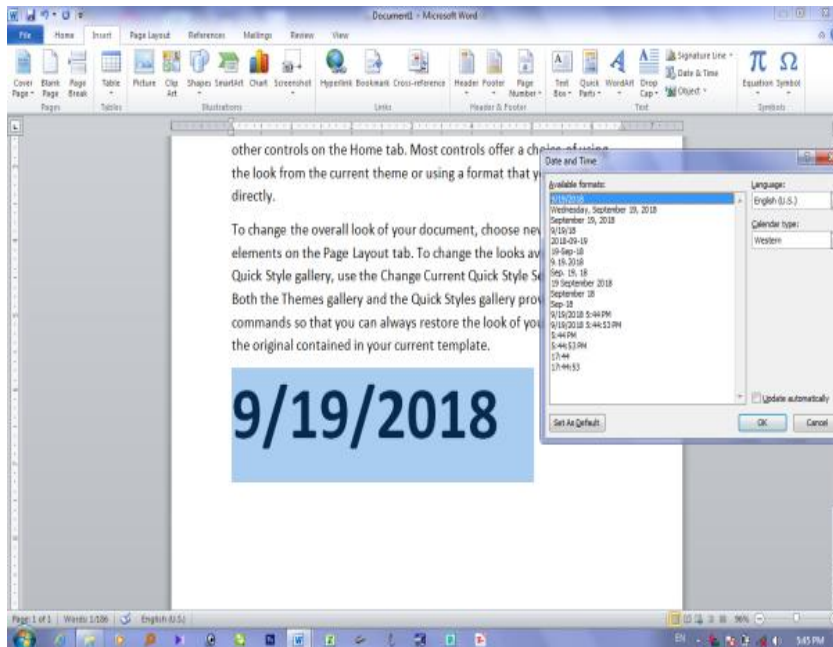 Document1 - Microsoft Word
File Home Insert Page Layout References Mailings Review View
Cover Page Blank Page Page Break Table Picture Clip Art Shapes SmartArt Chart Screenshot Hyperlink Bookmark Cross-reference Header Footer Page Number Text Box Quick Parts WordArt Drop Cap Signature Line Date & Time Object Equation Symbol
Pages Tables Illustrations Links Header & Footer Text Symbols
other controls on the Home tab. Most controls offer a choice of using
the look from the current theme or using a format that
directly.
To change the overall look of your document, choose new
elements on the Page Layout tab. To change the looks
Quick Style gallery, use the Change Current Quick Style
Both the Themes gallery and the Quick Styles gallery
commands so that you can always restore the look of
the original contained in your current template.
9/19/2018
Date and Time
Available formats:
9/19/2018
Wednesday, September 19, 2018
September 19, 2018
9/19/18
2018-09-19
19-Sep-18
9.19.2018
Sep. 19, 18
19 September 2018
September 18
Sep-18
9/19/2018 5:44 PM
9/19/2018 5:44:53 PM
5:44 PM
5:44:53 PM
17:44
17:44:53
Language:
English (U.S.)
Calendar type:
Western
Update automatically
Set As Default
OK Cancel
Page: 1 of 1 Words: 1/186 English (U.S.) 96%
EN 5:45 PM